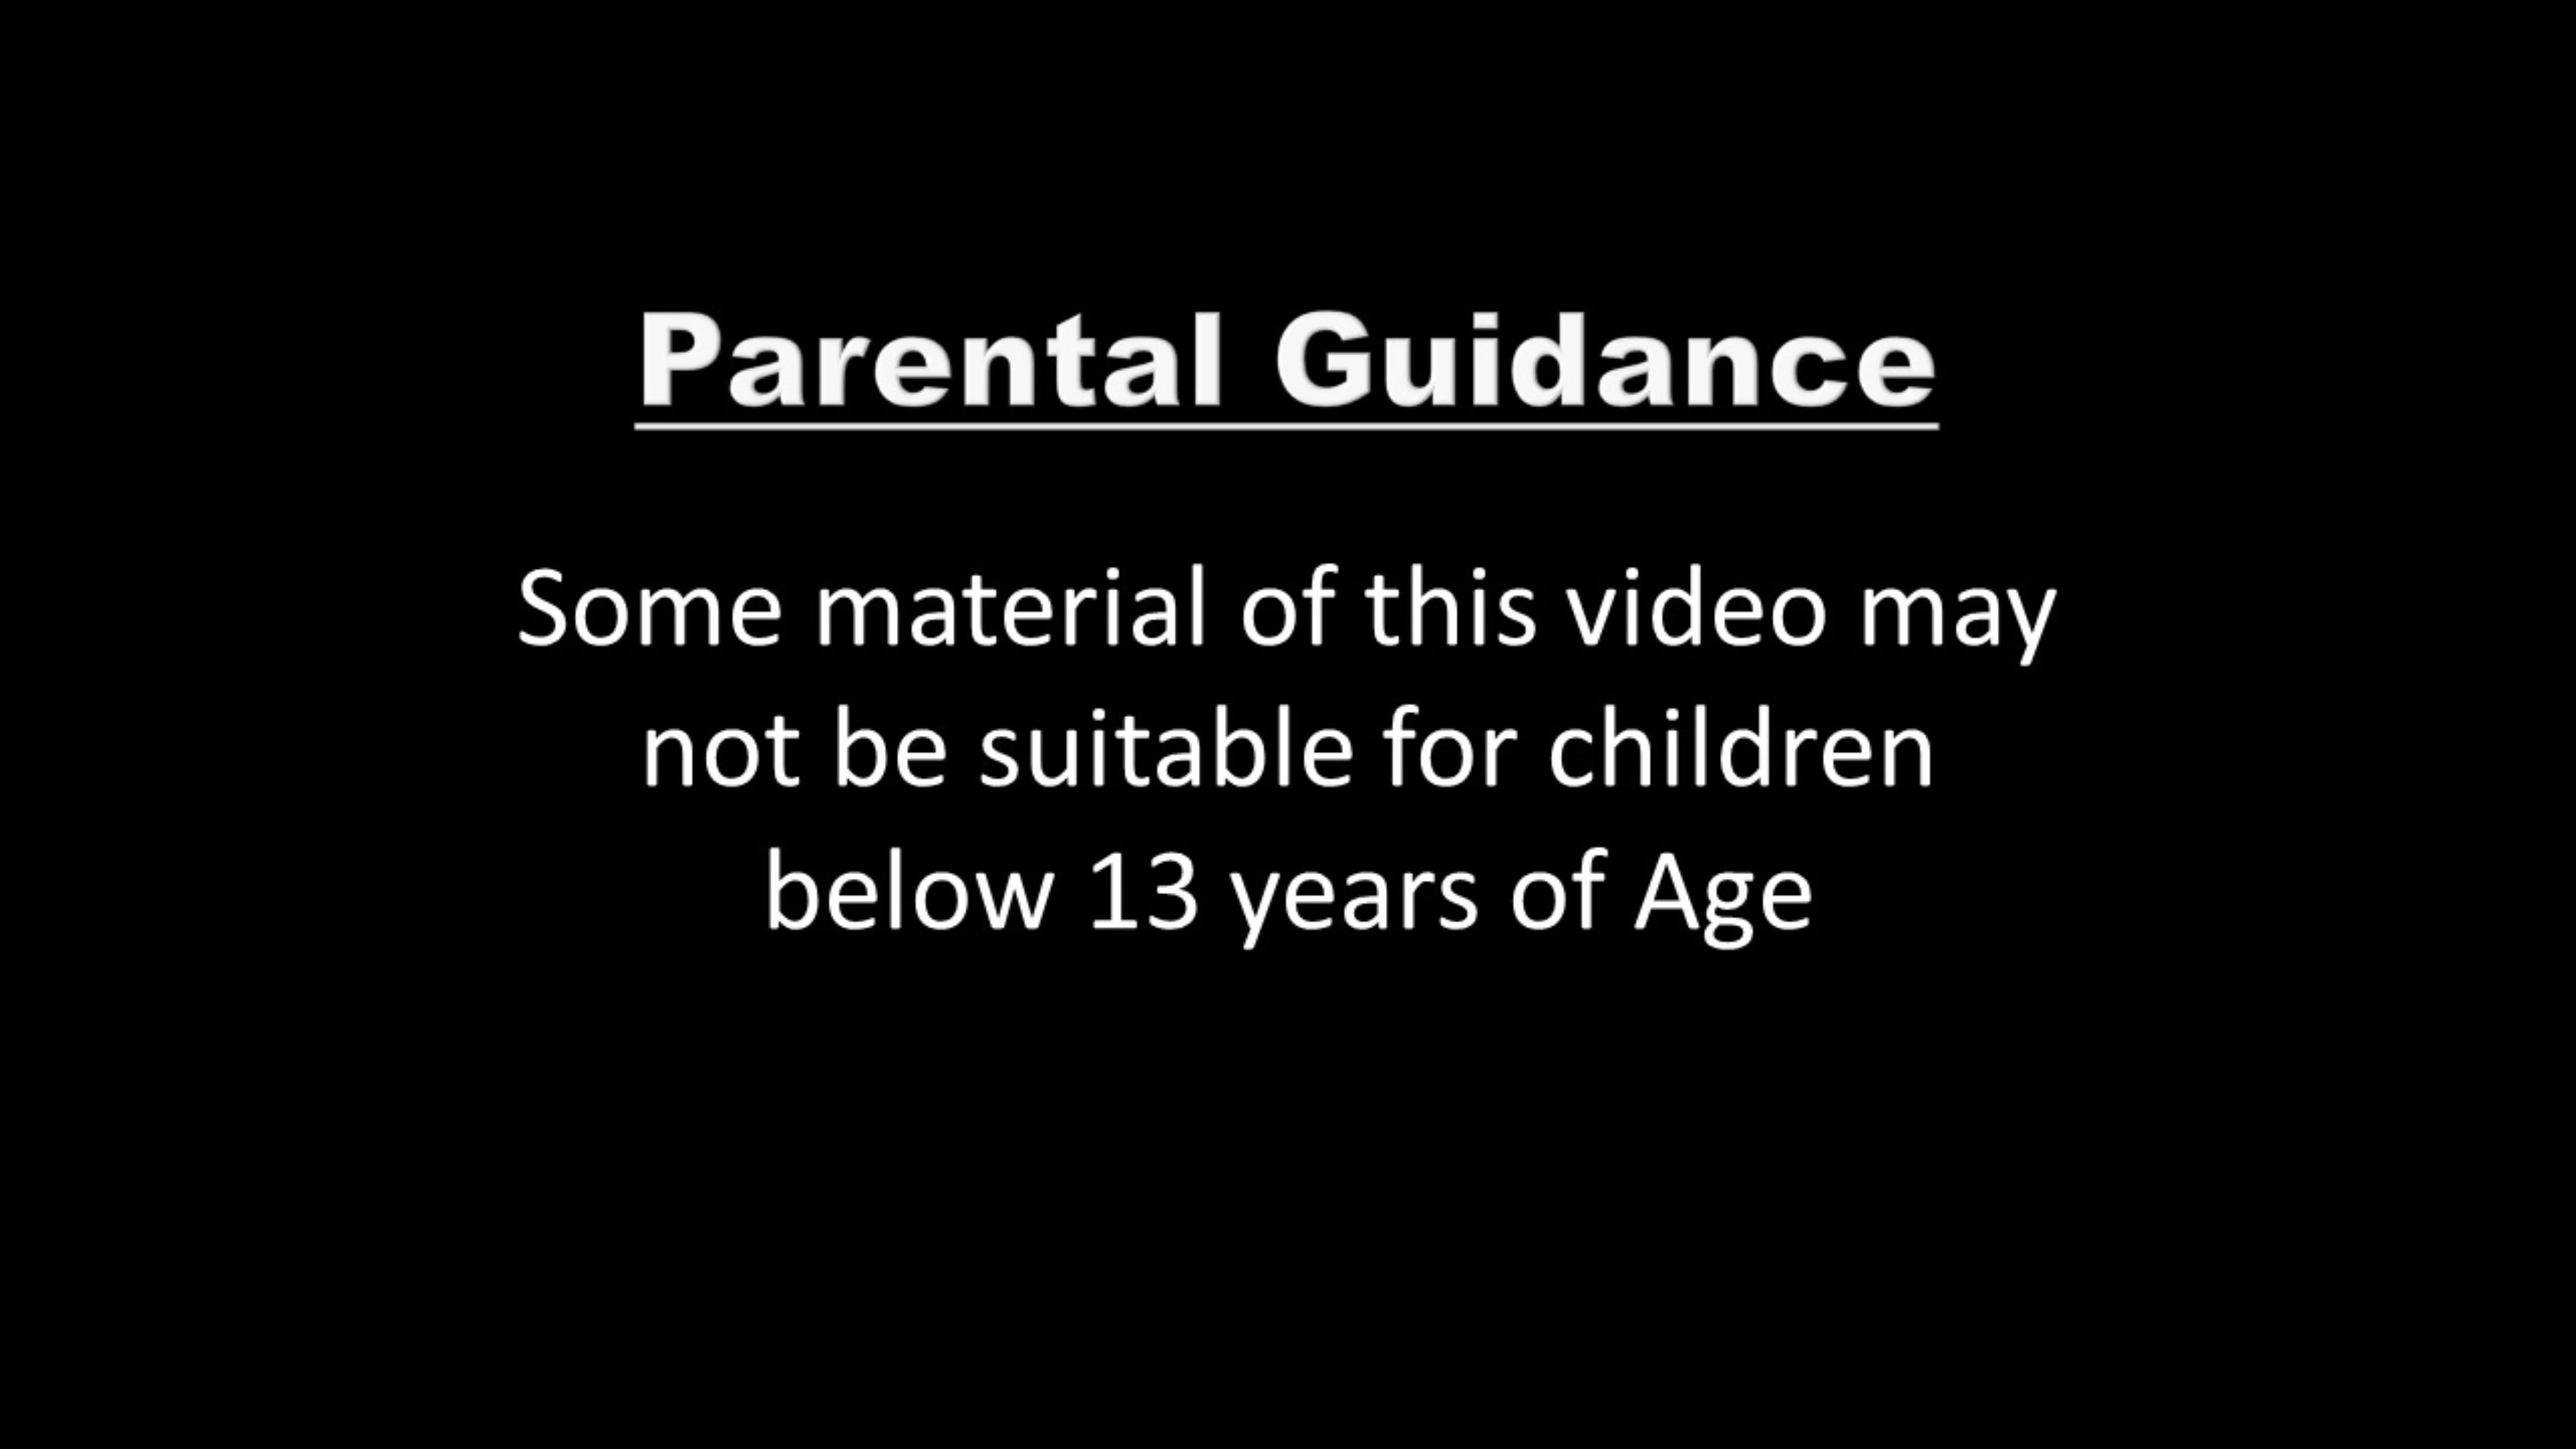 Parental Guidance
Some material of this video may
not be suitable for children
below 13 years of Age